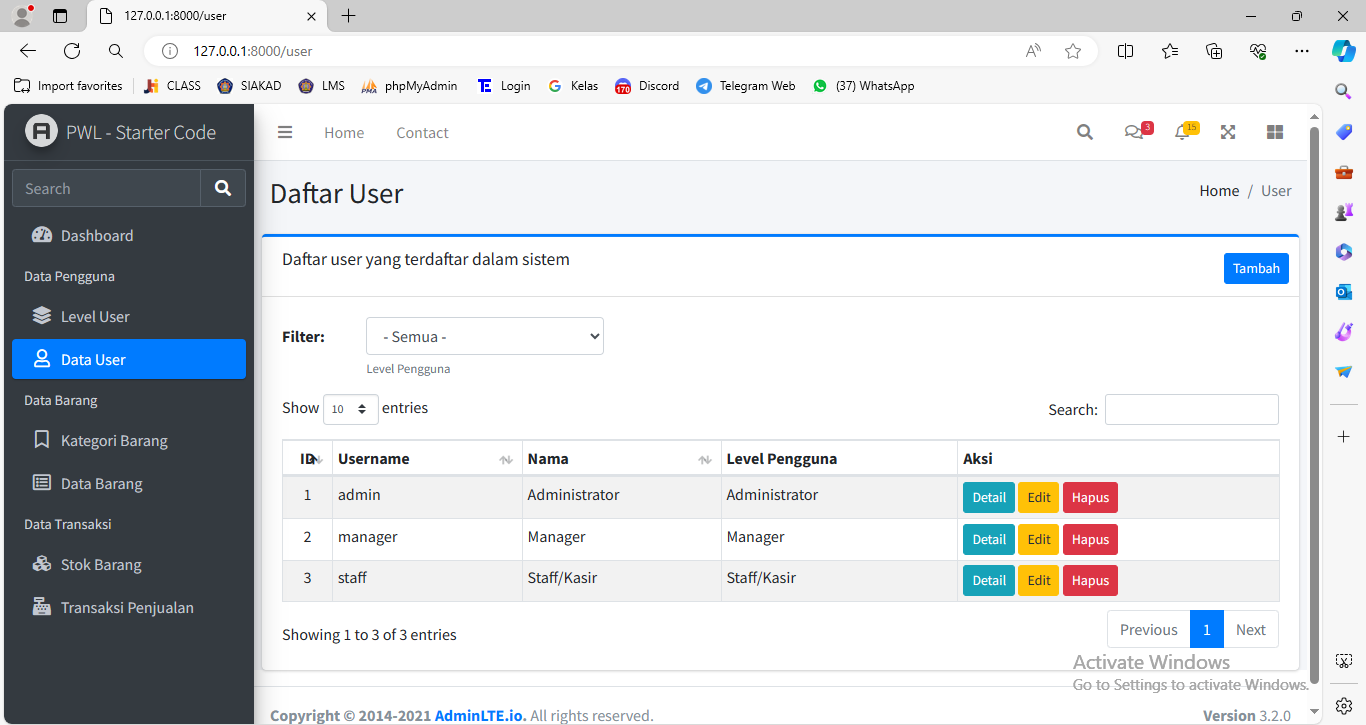 127.0.0.1:8000/user
127.0.0.1:8000/user
Import favorites CLASS SIAKAD LMS phpMyAdmin Login Kelas 170 Discord Telegram Web (37) WhatsApp
PWL - Starter Code
Home Contact 3 15
Search
Daftar User
Home / User
Dashboard
Data Pengguna
Level User
Data User
Data Barang
Kategori Barang
Data Barang
Data Transaksi
Stok Barang
Transaksi Penjualan
Daftar user yang terdaftar dalam sistem
Tambah
Filter: - Semua -
Level Pengguna
Show 10 entries Search:
ID Username Nama Level Pengguna Aksi
1 admin Administrator Administrator Detail Edit Hapus
2 manager Manager Manager Detail Edit Hapus
3 staff Staff/Kasir Staff/Kasir Detail Edit Hapus
Showing 1 to 3 of 3 entries
Previous 1 Next
Activate Windows
Go to Settings to activate Windows.
Copyright © 2014-2021 AdminLTE.io. All rights reserved. Version 3.2.0